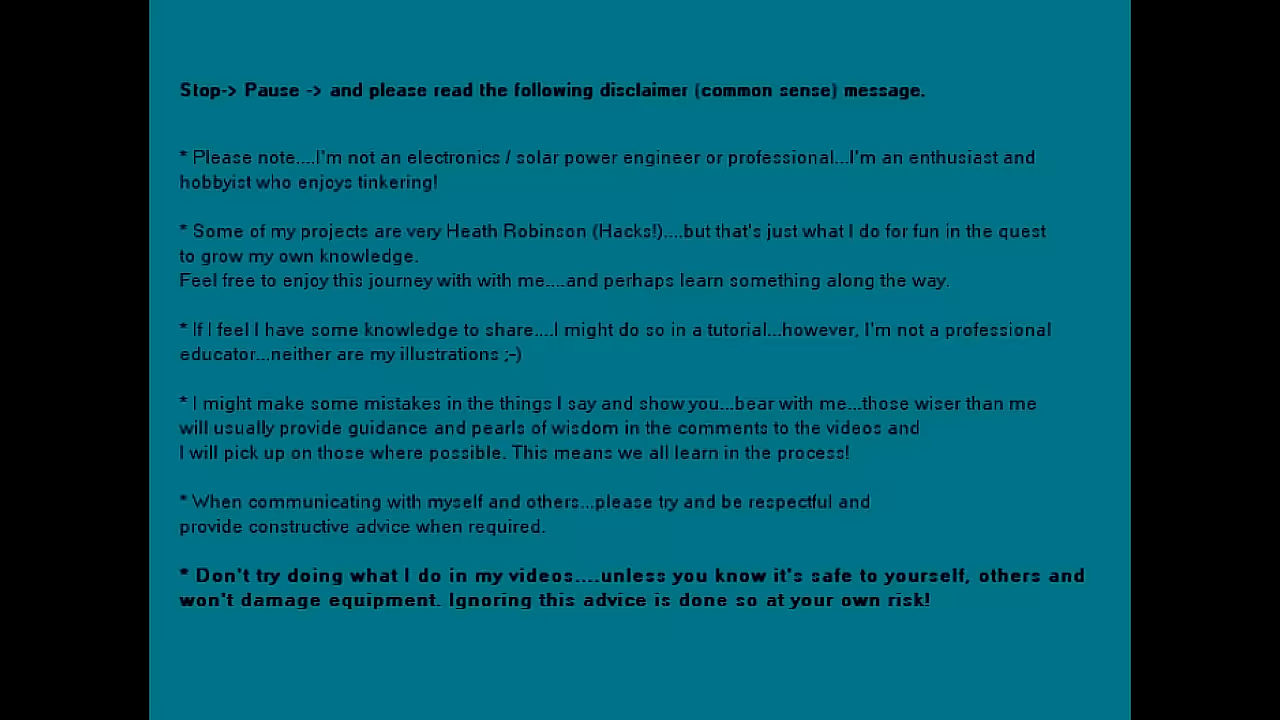 Stop-> Pause -> and please read the following disclaimer (common sense) message.
* Please note....I'm not an electronics / solar power engineer or professional...I'm an enthusiast and
hobbyist who enjoys tinkering!
* Some of my projects are very Heath Robinson (Hacks!)....but that's just what I do for fun in the quest
to grow my own knowledge.
Feel free to enjoy this journey with with me....and perhaps learn something along the way.
* If I feel I have some knowledge to share....I might do so in a tutorial...however, I'm not a professional
educator...neither are my illustrations ;-)
* I might make some mistakes in the things I say and show you...bear with me...those wiser than me
will usually provide guidance and pearls of wisdom in the comments to the videos and
I will pick up on those where possible. This means we all learn in the process!
* When communicating with myself and others...please try and be respectful and
provide constructive advice when required.
* Don't try doing what I do in my videos....unless you know it's safe to yourself, others and
won't damage equipment. Ignoring this advice is done so at your own risk!